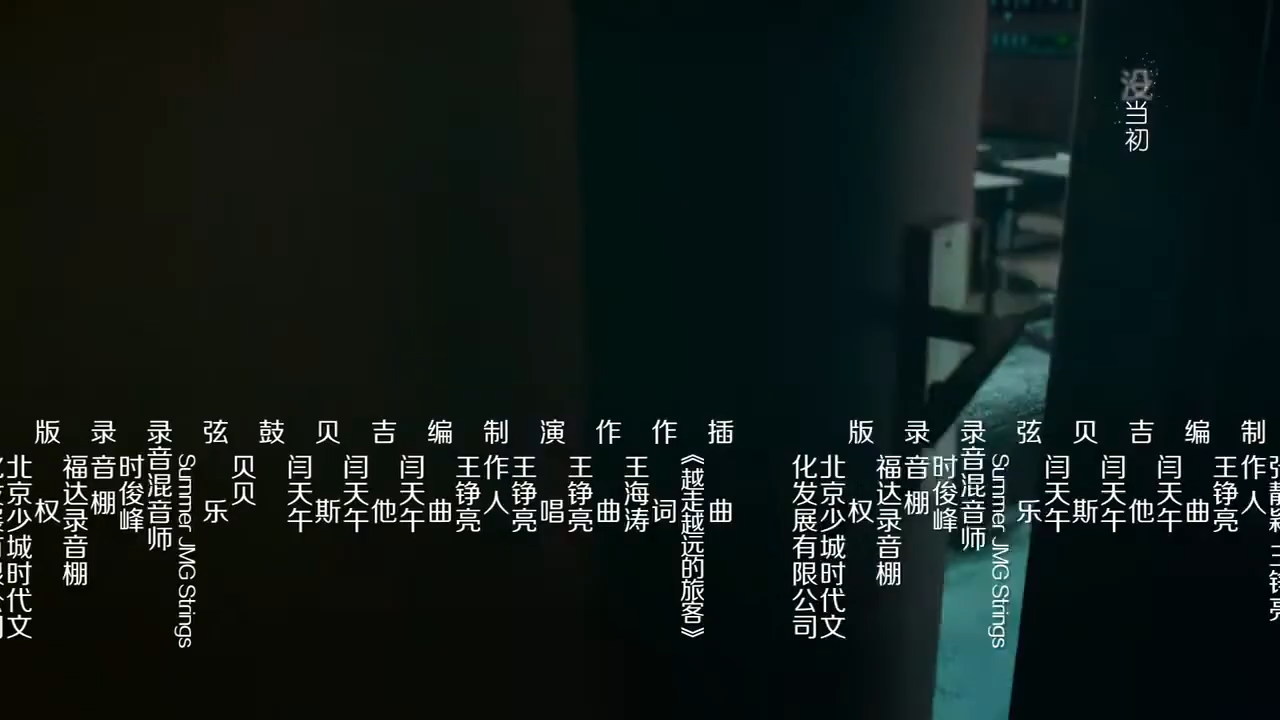 没当初
制作人
张静颖 王铮亮
编曲
王铮亮
吉他
闫天午
贝斯
闫天午
弦乐
闫天午
Summer JMG Strings
录音混音师
时俊峰
录音棚
福达录音棚
版权
北京少城时代文
化发展有限公司
插曲
《越走越远的旅客》
作词
王海涛
作曲
王铮亮
演唱
王铮亮
制作人
王铮亮
编曲
闫天午
吉他
闫天午
贝斯
闫天午
鼓
贝贝
弦乐
Summer JMG Strings
录音混音师
时俊峰
录音棚
福达录音棚
版权
北京少城时代文